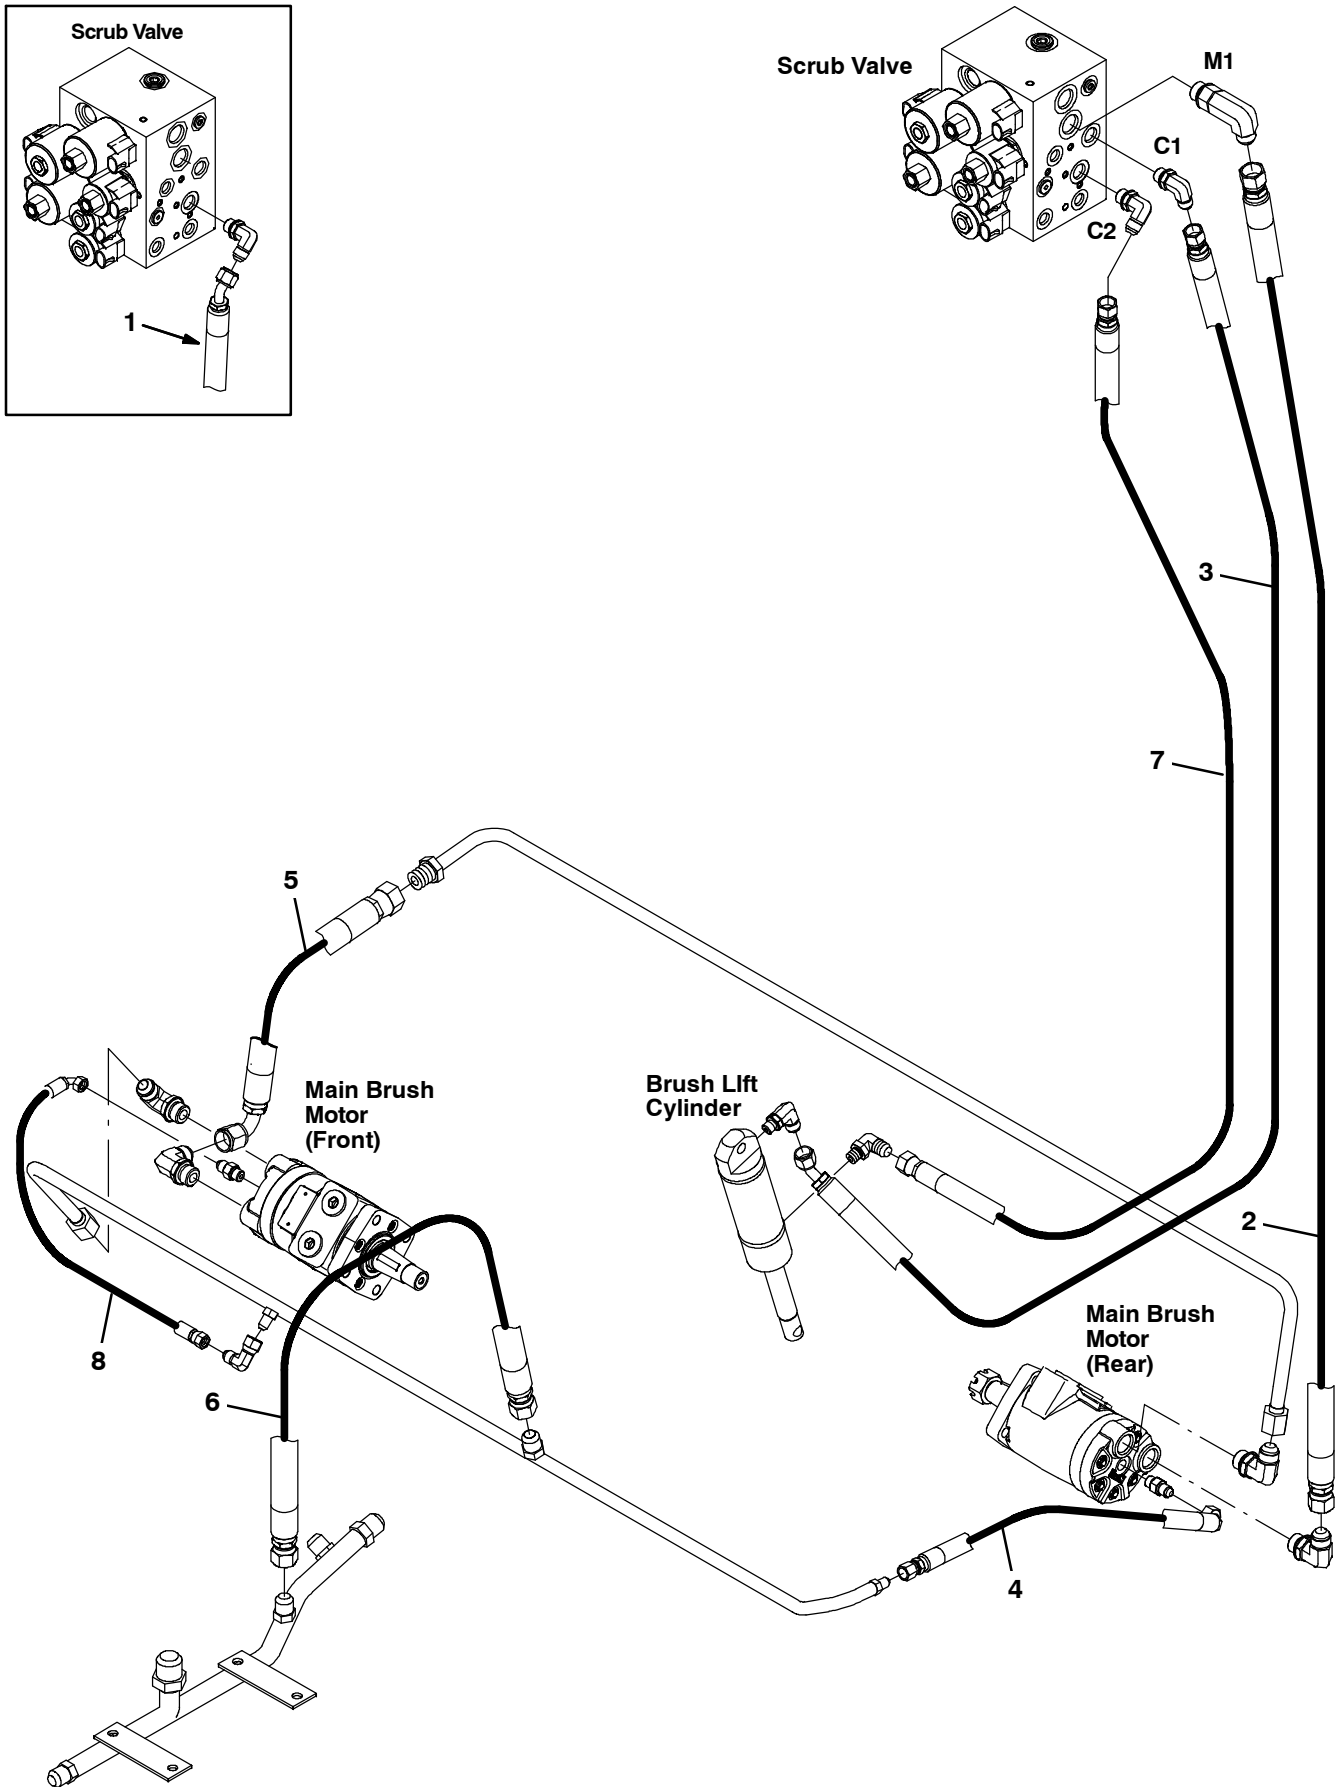 Scrub Valve
1
Scrub Valve
M1
C1
C2
3
7
5
Main Brush
Motor
(Front)
Brush LIft
Cylinder
2
Main Brush
Motor
(Rear)
8
6
4